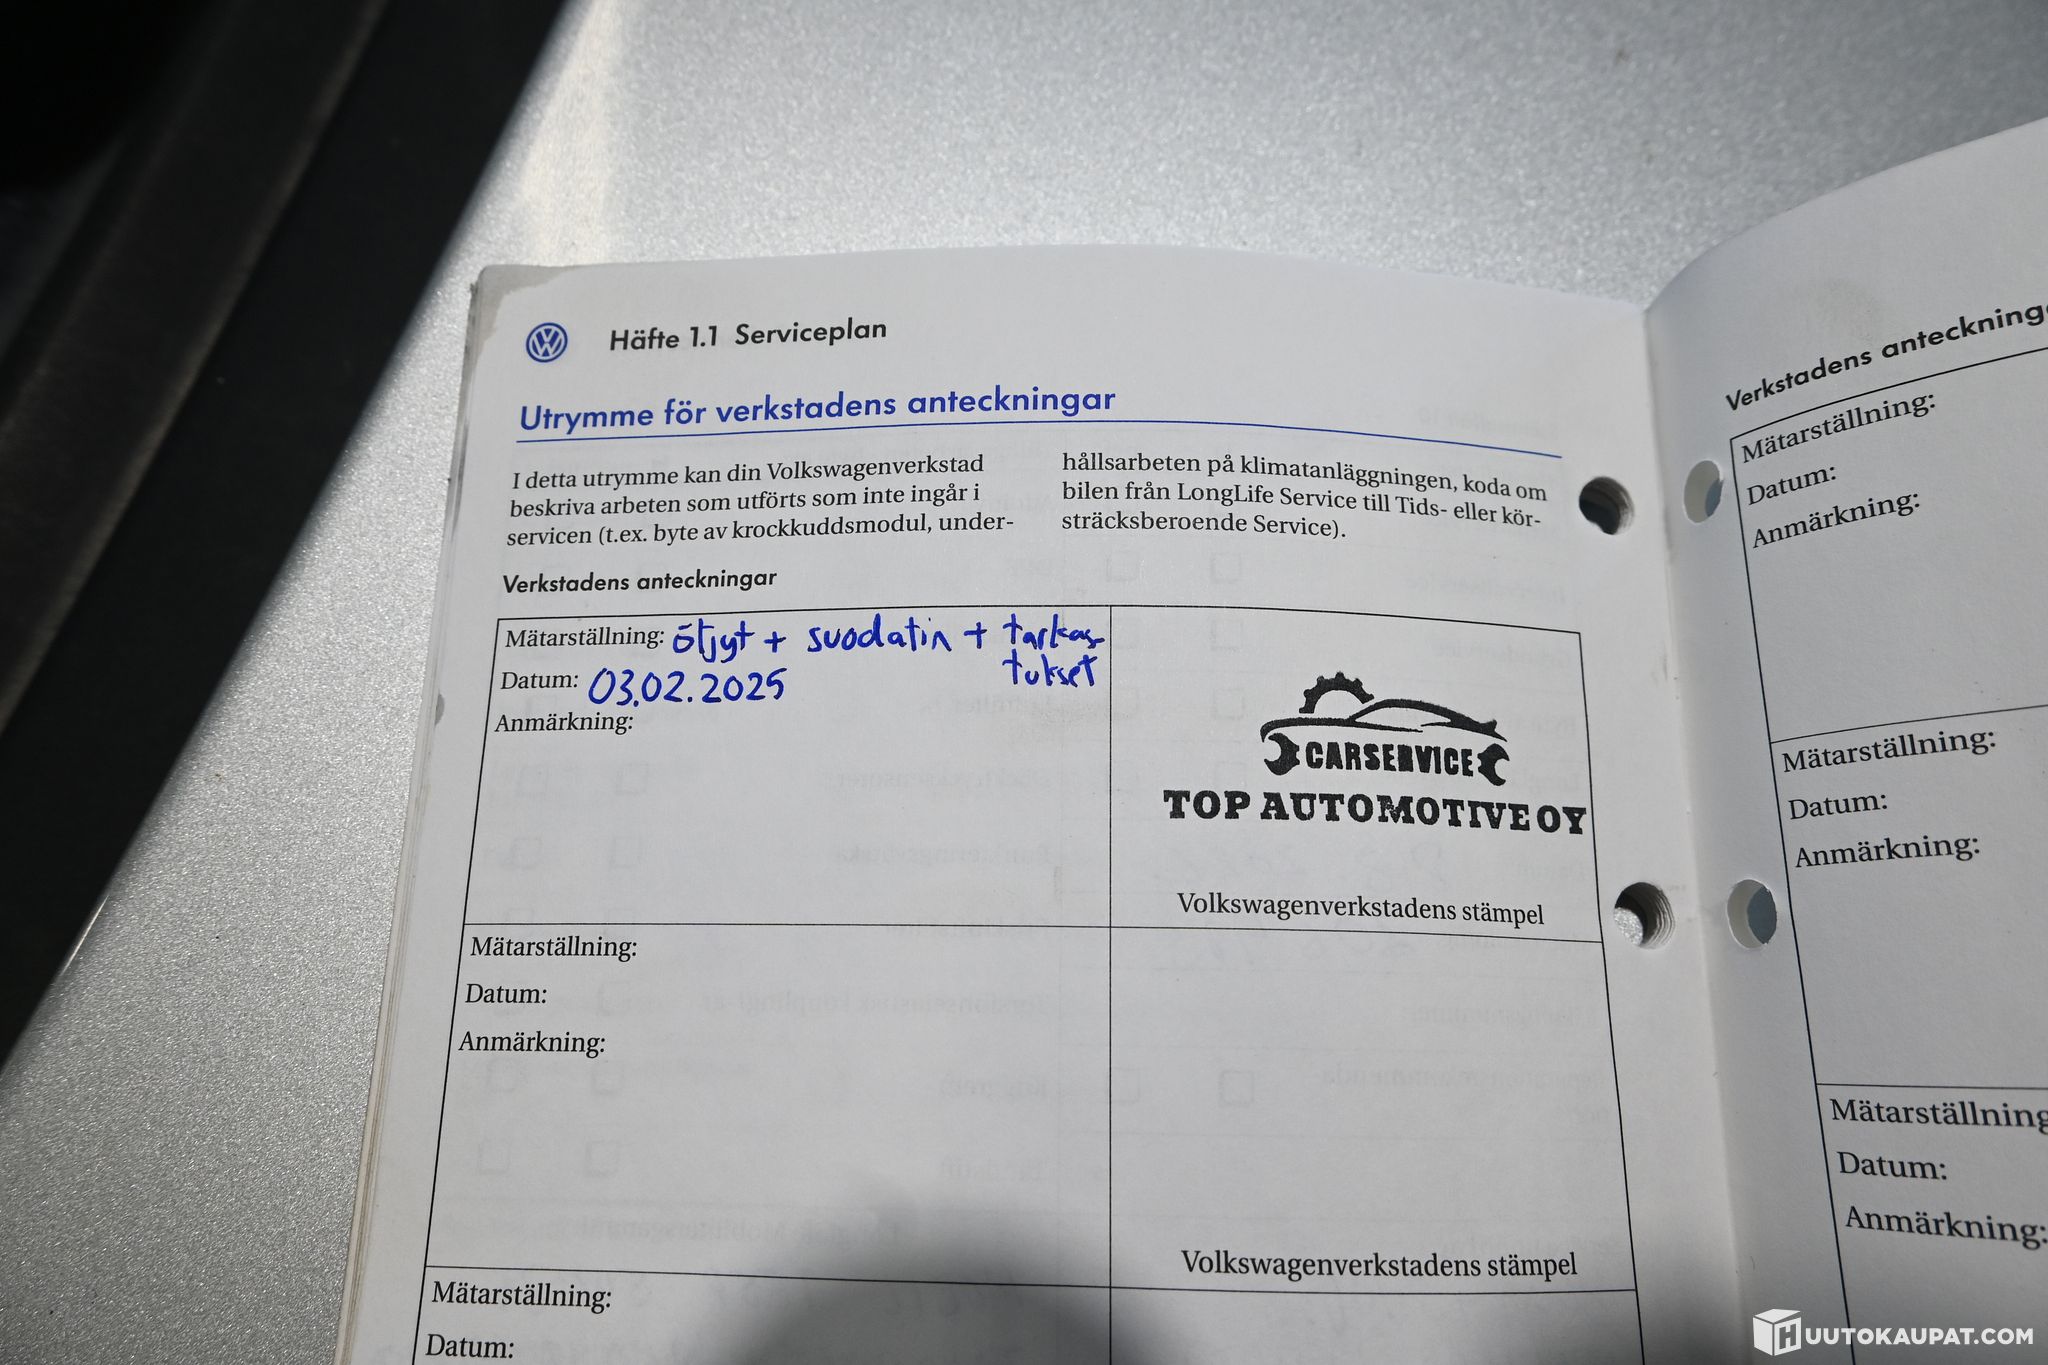 Häfte 1.1 Serviceplan
Utrymme för verkstadens anteckningar
I detta utrymme kan din Volkswagenverkstad
beskriva arbeten som utförts som inte ingår i
servicen (t.ex. byte av krockkuddsmodul, under-
hållsarbeten på klimatanläggningen, koda om
bilen från LongLife Service till Tids- eller kör-
sträcksberoende Service).
Verkstadens anteckningar
Mätarställning: öljyt + suodatin + tarkas-
tukset
Datum: 03.02.2025
Anmärkning:
CARSERVICE
TOP AUTOMOTIVE OY
Volkswagenverkstadens stämpel
Mätarställning:
Datum:
Anmärkning:
Volkswagenverkstadens stämpel
Mätarställning:
Datum:
Verkstadens anteckninga
Mätarställning:
Datum:
Anmärkning:
Mätarställning:
Datum:
Anmärkning:
Mätarställning
Datum:
Anmärkning:
HUUTOKAUPAT.COM